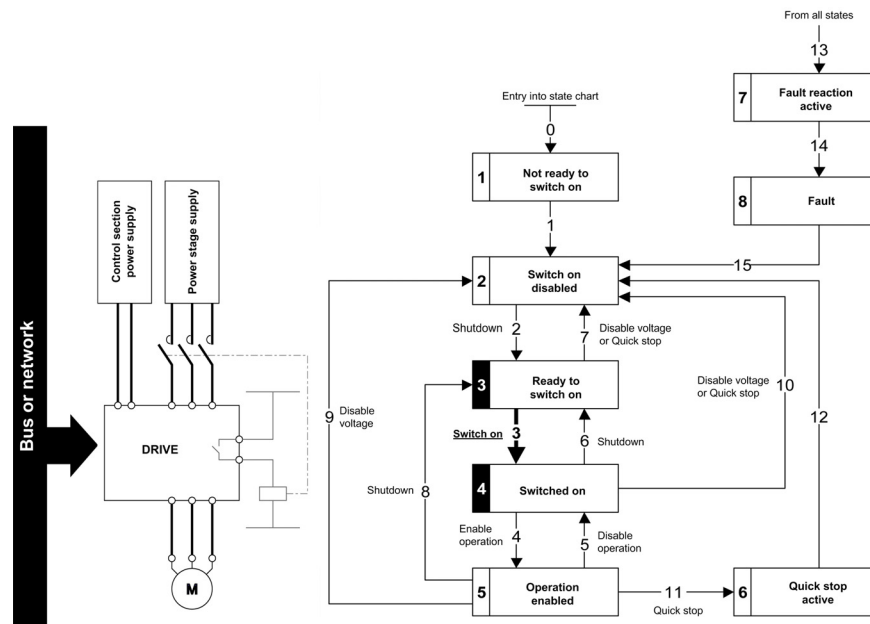 From all states
13
7
Fault reaction
active
14
8
Fault
15
Entry into state chart
0
1
Not ready to
switch on
1
2
Switch on
disabled
Shutdown
2
7
Disable voltage
or Quick stop
3
Ready to
switch on
Switch on
3
6
Shutdown
4
Switched on
Enable
operation
4
5
Disable
operation
5
Operation
enabled
11
Quick stop
6
Quick stop
active
9
Disable
voltage
Shutdown
8
Disable voltage
or Quick stop
10
12
Bus or network
Control section
power supply
Power stage supply
DRIVE
M